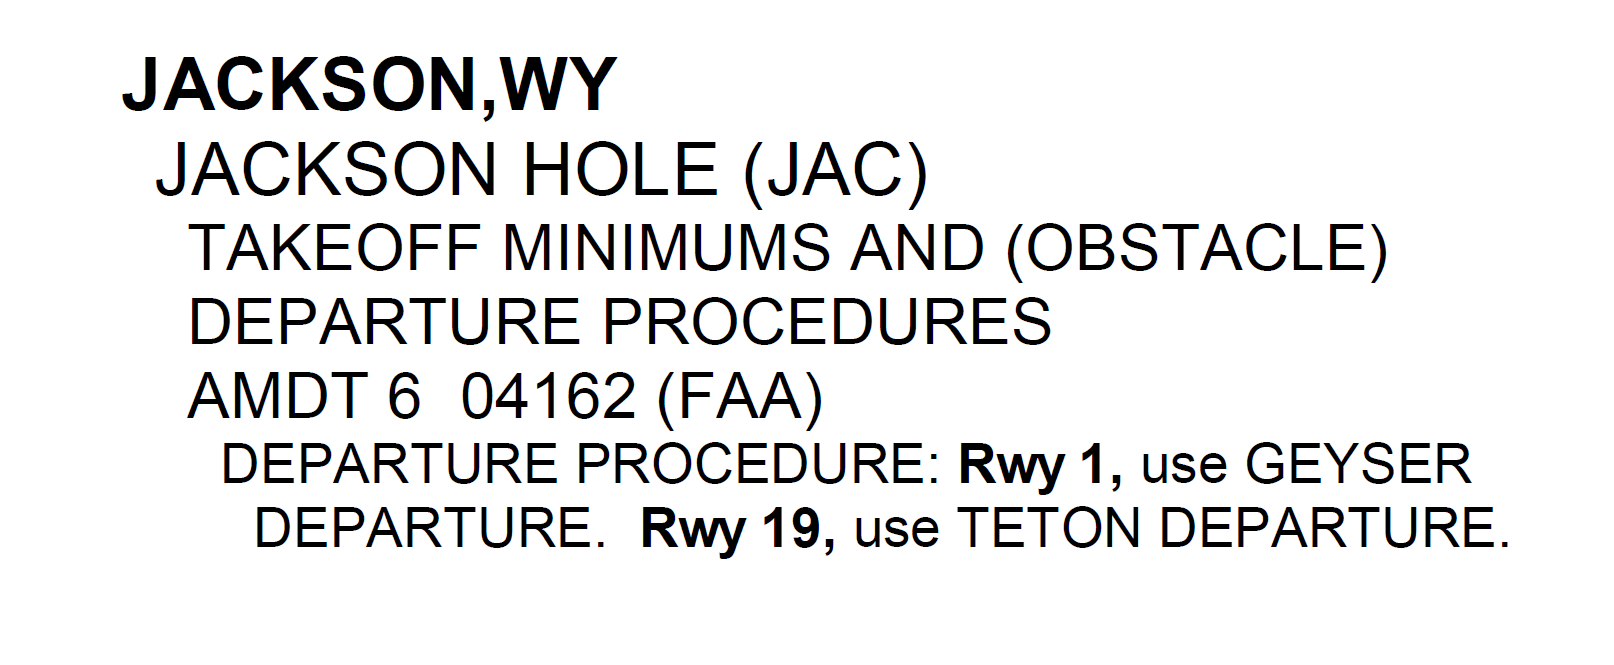 JACKSON,WY
JACKSON HOLE (JAC)
TAKEOFF MINIMUMS AND (OBSTACLE)
DEPARTURE PROCEDURES
AMDT 6  04162 (FAA)
DEPARTURE PROCEDURE: Rwy 1, use GEYSER
DEPARTURE.  Rwy 19, use TETON DEPARTURE.